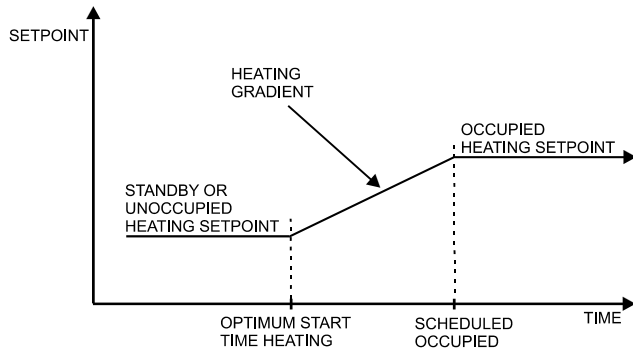 SETPOINT
HEATING
GRADIENT
OCCUPIED
HEATING SETPOINT
STANDBY OR
UNOCCUPIED
HEATING SETPOINT
TIME
OPTIMUM START
TIME HEATING
SCHEDULED
OCCUPIED